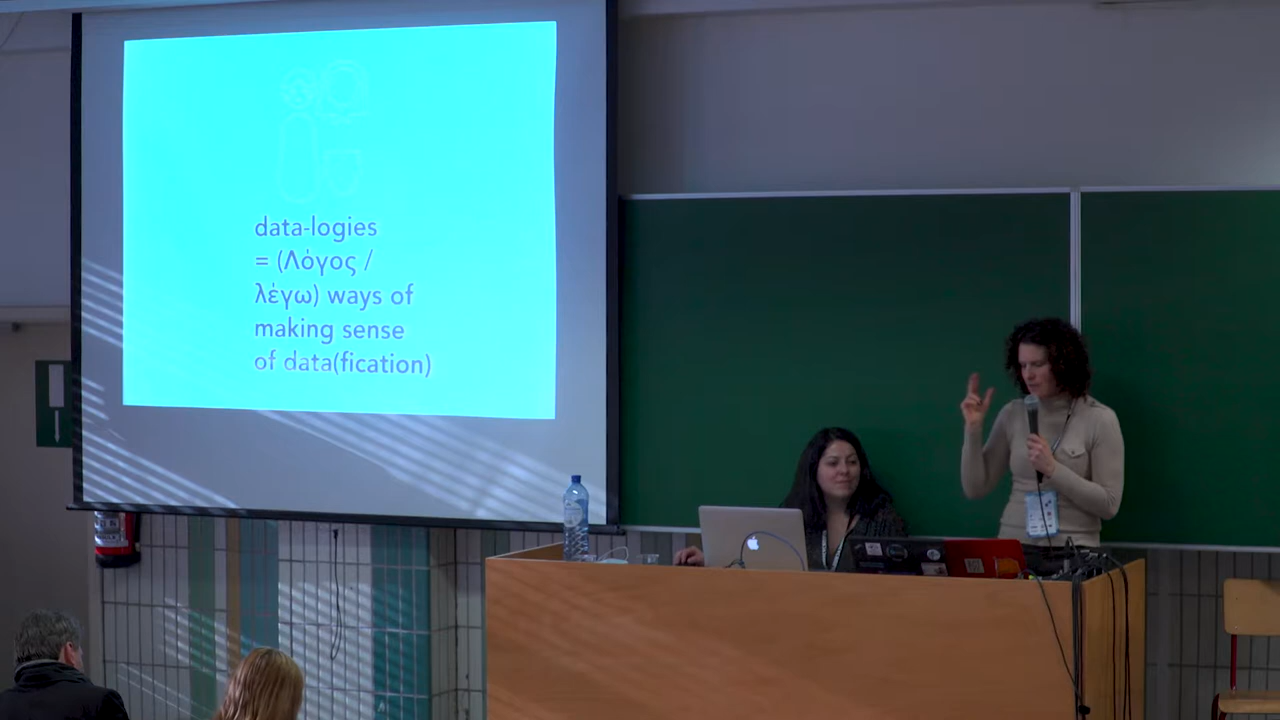 data-logies
= (Λόγος /
λέγω) ways of
making sense
of data(fication)